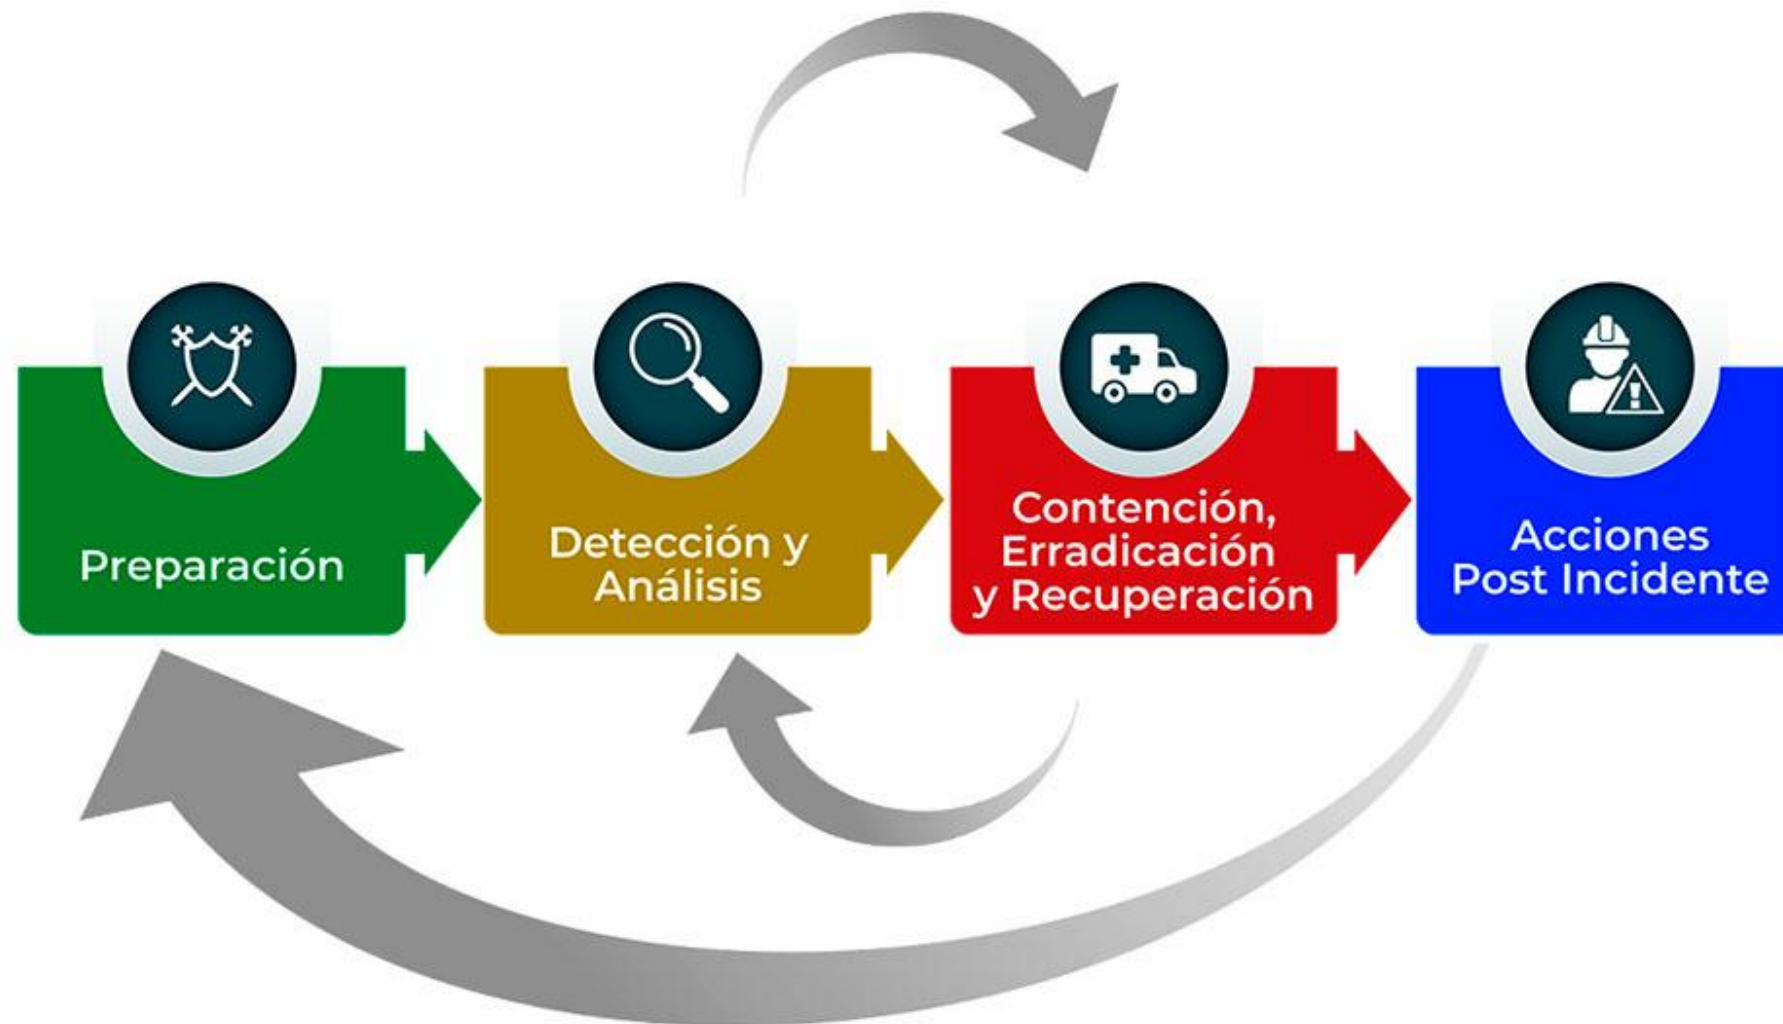 Preparación
Detección y
Análisis
Contención,
Erradicación
y Recuperación
Acciones
Post Incidente